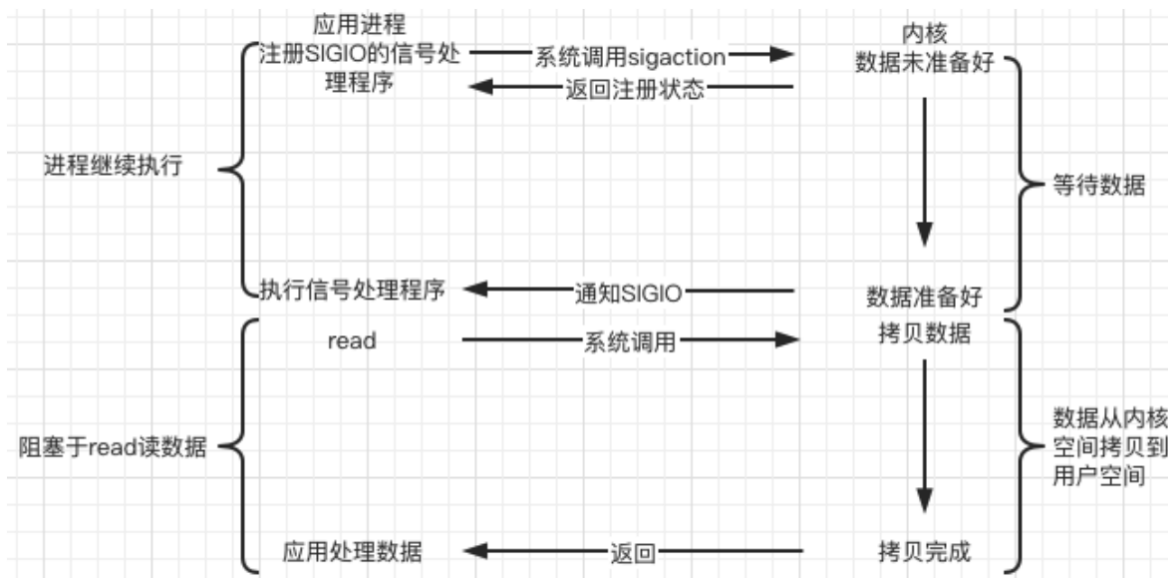 应用进程
内核
注册SIGIO的信号处
理程序
系统调用sigaction
数据未准备好
返回注册状态
进程继续执行
等待数据
执行信号处理程序
通知SIGIO
数据准备好
read
系统调用
拷贝数据
阻塞于read读数据
数据从内核
空间拷贝到
用户空间
应用处理数据
返回
拷贝完成